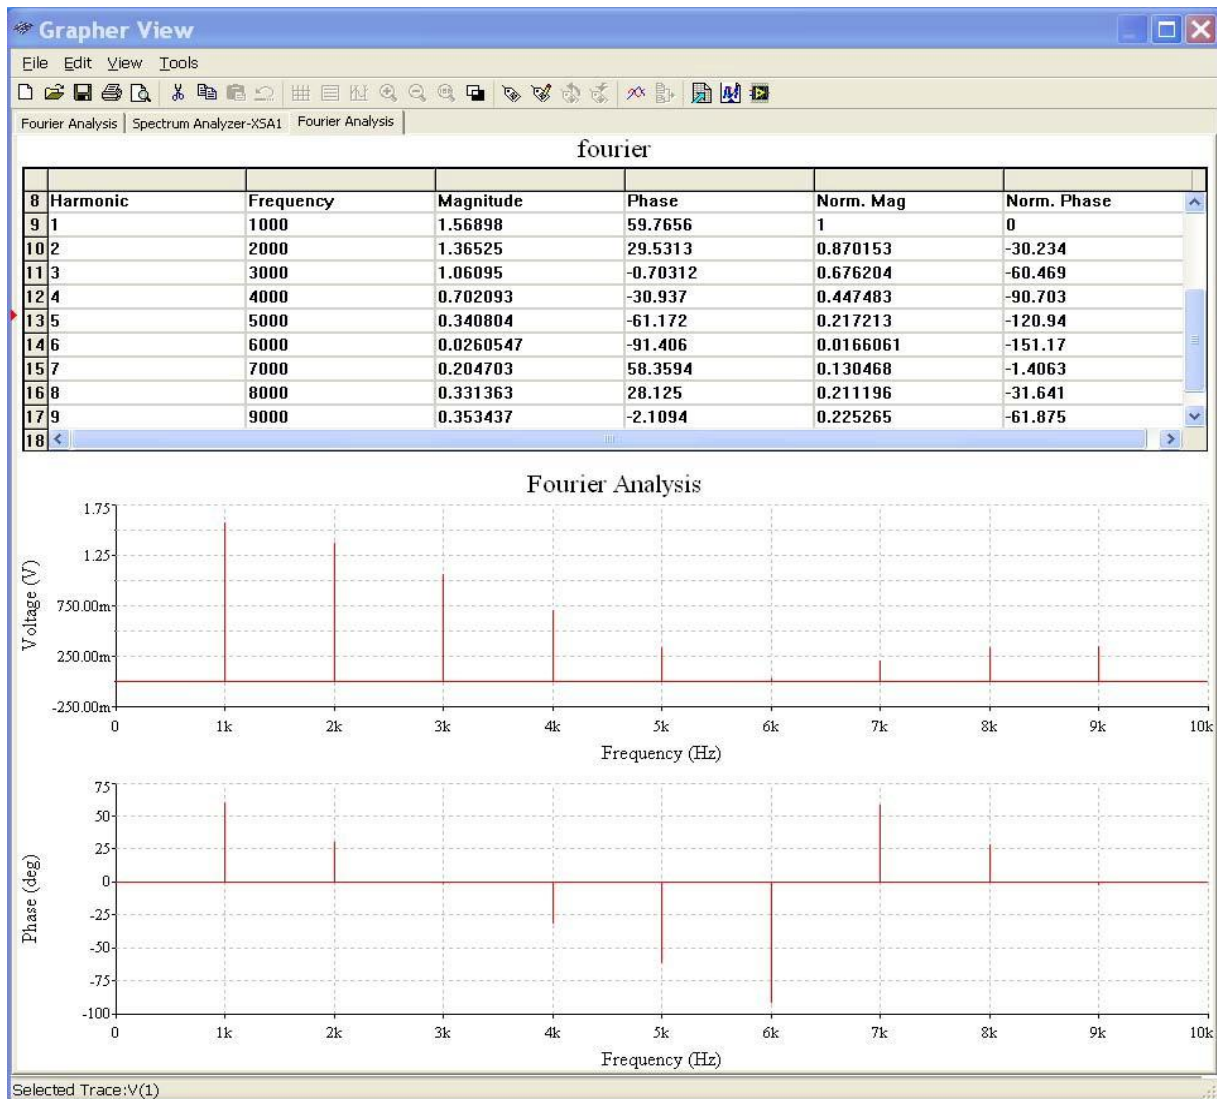 Grapher View
File Edit View Tools
Fourier Analysis Spectrum Analyzer-XSA1 Fourier Analysis
fourier
8 Harmonic Frequency Magnitude Phase Norm. Mag Norm. Phase
9 1 1000 1.56898 59.7656 1 0
10 2 2000 1.36525 29.5313 0.870153 -30.234
11 3 3000 1.06095 -0.70312 0.676204 -60.469
12 4 4000 0.702093 -30.937 0.447483 -90.703
13 5 5000 0.340804 -61.172 0.217213 -120.94
14 6 6000 0.0260547 -91.406 0.0166061 -151.17
15 7 7000 0.204703 58.3594 0.130468 -1.4063
16 8 8000 0.331363 28.125 0.211196 -31.641
17 9 9000 0.353437 -2.1094 0.225265 -61.875
18
Fourier Analysis
1.75
1.25
750.00m
250.00m
-250.00m
Voltage (V)
0 1k 2k 3k 4k 5k 6k 7k 8k 9k 10k
Frequency (Hz)
75
50
25
0
-25
-50
-75
-100
Phase (deg)
0 1k 2k 3k 4k 5k 6k 7k 8k 9k 10k
Frequency (Hz)
Selected Trace:V(1)